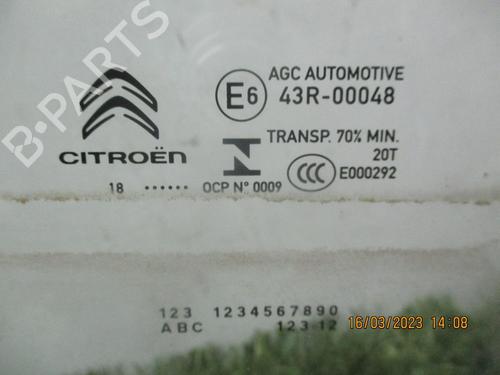 B-PARTS
AGC AUTOMOTIVE
E6 43R-00048
CITROËN
TRANSP. 70% MIN.
20T
18 ...... OCP N° 0009 CCC E000292
123 1234567890
ABC 123-12
16/03/2023 14:08